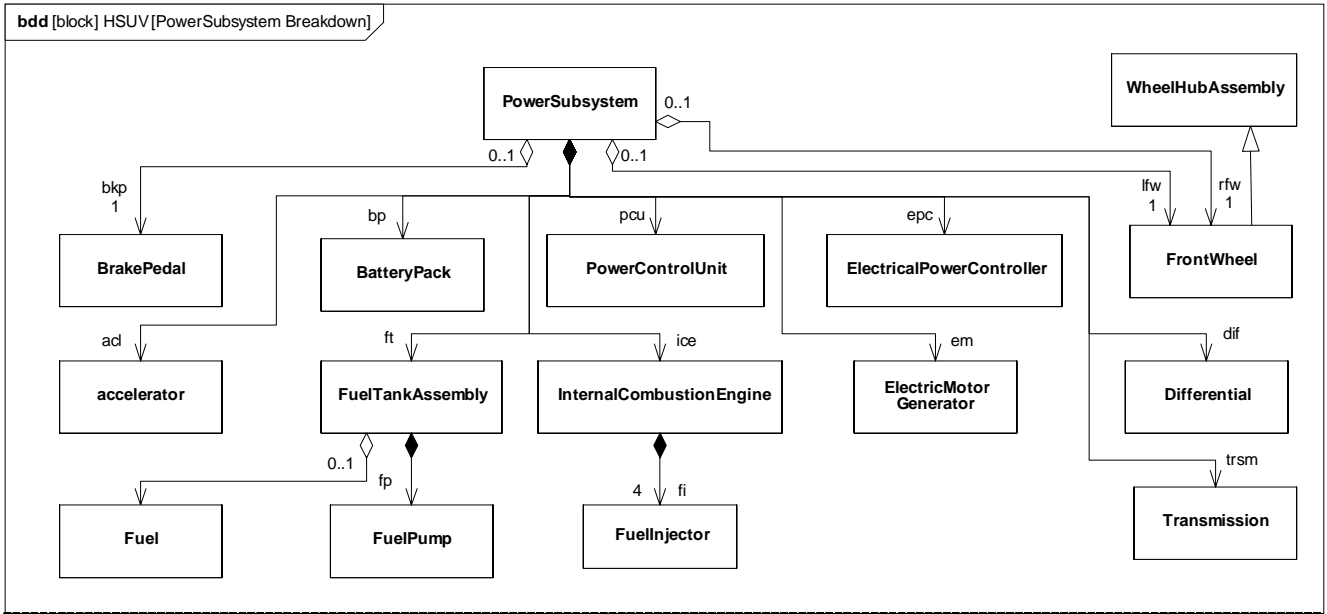 bdd [block] HSUV [PowerSubsystem Breakdown]
PowerSubsystem
0..1
WheelHubAssembly
0..1
0..1
bkp
1
bp
pcu
epc
lfw
1
rfw
1
BrakePedal
BatteryPack
PowerControlUnit
ElectricalPowerController
FrontWheel
acl
ft
ice
em
dif
accelerator
FuelTankAssembly
InternalCombustionEngine
ElectricMotor
Generator
Differential
0..1
fp
4
fi
trsm
Fuel
FuelPump
FuelInjector
Transmission